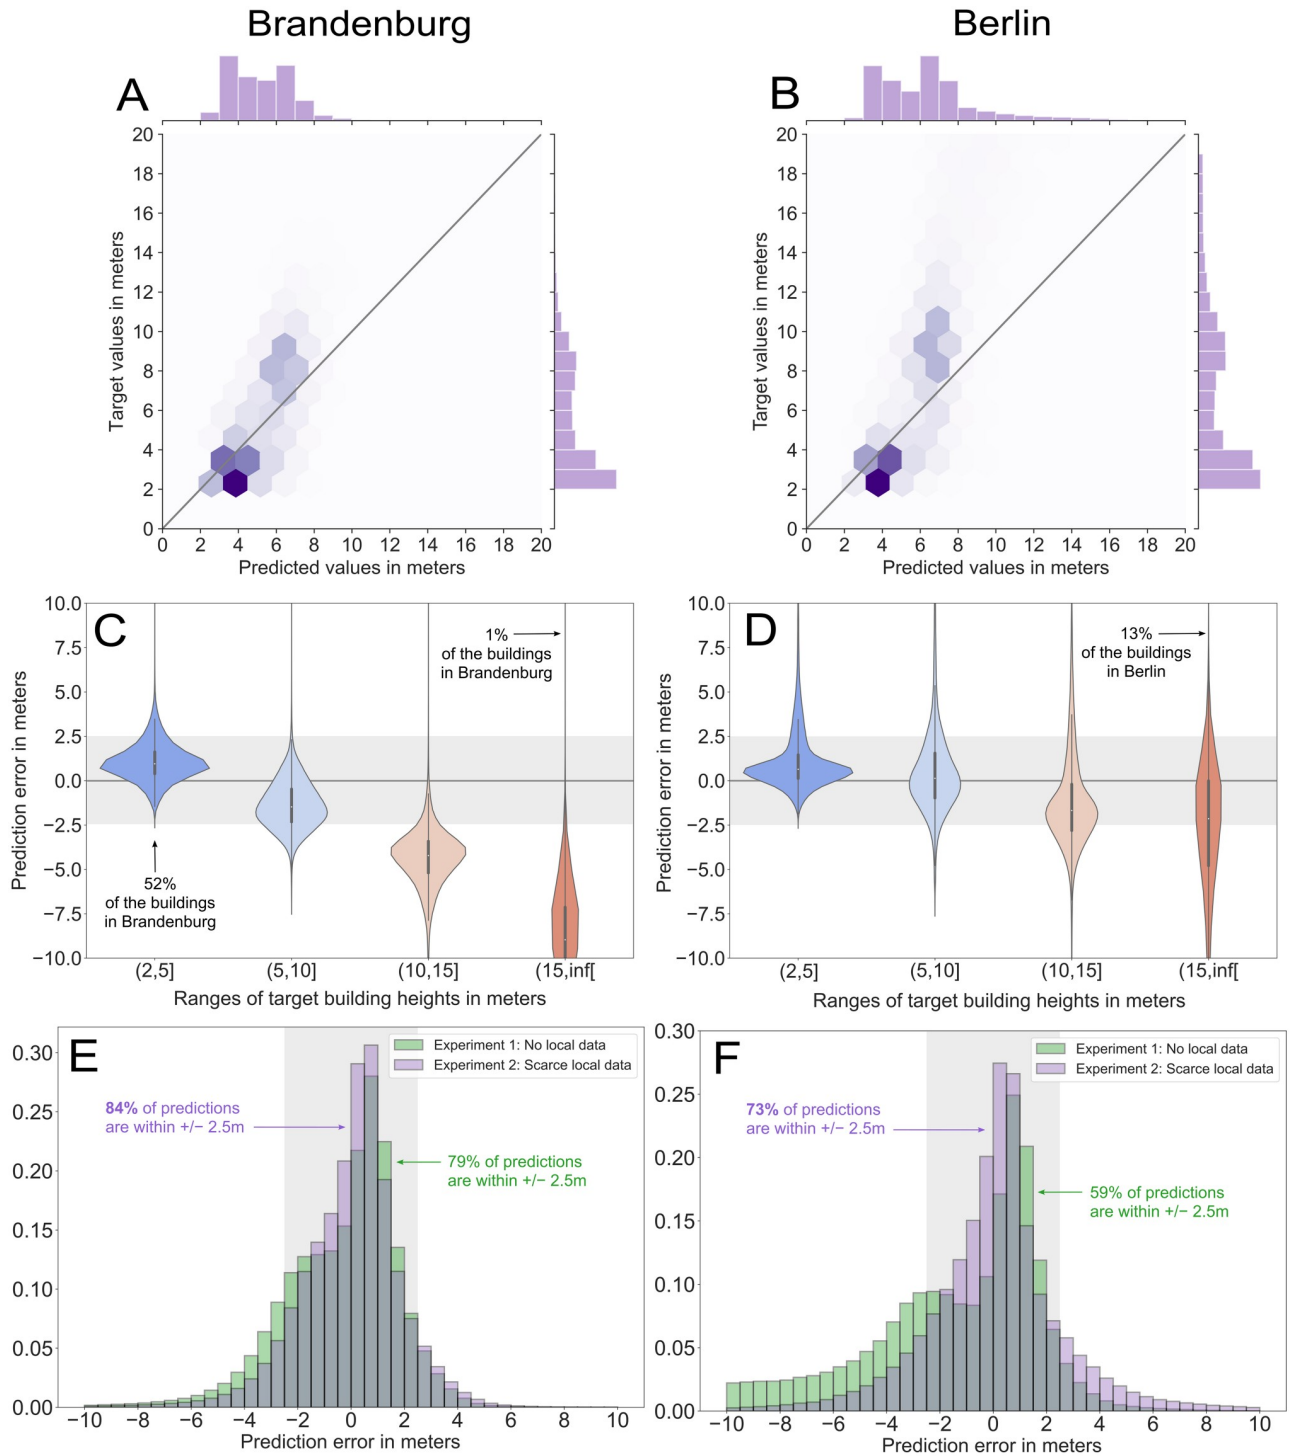 Brandenburg
Berlin
A
20
18
16
14
12
10
8
6
4
2
0
Target values in meters
0 2 4 6 8 10 12 14 16 18 20
Predicted values in meters
B
20
18
16
14
12
10
8
6
4
2
0
Target values in meters
0 2 4 6 8 10 12 14 16 18 20
Predicted values in meters
C
10.0
7.5
5.0
2.5
0.0
−2.5
−5.0
−7.5
−10.0
Prediction error in meters
1%
of the buildings
in Brandenburg
52%
of the buildings
in Brandenburg
(2,5] (5,10] (10,15] (15,inf[
Ranges of target building heights in meters
D
10.0
7.5
5.0
2.5
0.0
−2.5
−5.0
−7.5
−10.0
Prediction error in meters
13%
of the buildings
in Berlin
(2,5] (5,10] (10,15] (15,inf[
Ranges of target building heights in meters
E
0.30
0.25
0.20
0.15
0.10
0.05
0.00
Experiment 1: No local data
Experiment 2: Scarce local data
84% of predictions
are within +/− 2.5m
79% of predictions
are within +/− 2.5m
−10 −8 −6 −4 −2 0 2 4 6 8 10
Prediction error in meters
F
0.30
0.25
0.20
0.15
0.10
0.05
0.00
Experiment 1: No local data
Experiment 2: Scarce local data
73% of predictions
are within +/− 2.5m
59% of predictions
are within +/− 2.5m
−10 −8 −6 −4 −2 0 2 4 6 8 10
Prediction error in meters